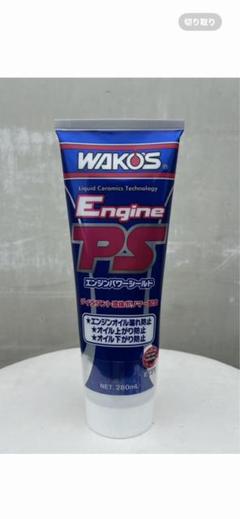 切り取り
WAKO'S
Liquid Ceramics Technology
Engine
PS
エンジンパワーシールド
★エンジンオイル漏れ防止
★オイル上がり防止
★オイル下がり防止
NET. 280mL